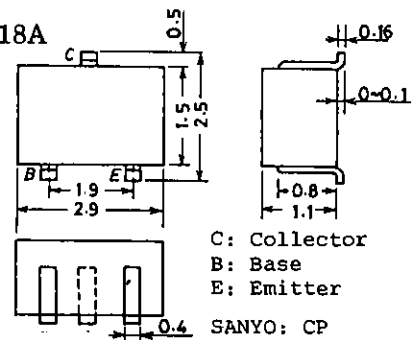 18A
0.5
C
0.16
1.5
2.5
0~0.1
B
E
1.9
2.9
0.8
1.1
C: Collector
B: Base
E: Emitter
0.4
SANYO: CP